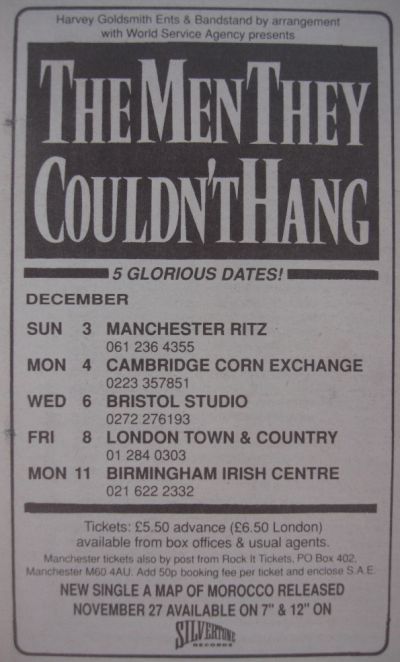 Harvey Goldsmith Ents & Bandstand by arrangement
with World Service Agency presents
THE MEN THEY
COULDN'T HANG
5 GLORIOUS DATES!
DECEMBER
SUN 3 MANCHESTER RITZ
061 236 4355
MON 4 CAMBRIDGE CORN EXCHANGE
0223 357851
WED 6 BRISTOL STUDIO
0272 276193
FRI 8 LONDON TOWN & COUNTRY
01 284 0303
MON 11 BIRMINGHAM IRISH CENTRE
021 622 2332
Tickets: £5.50 advance (£6.50 London)
available from box offices & usual agents.
Manchester tickets also by post from Rock It Tickets, PO Box 402,
Manchester M60 4AU. Add 50p booking fee per ticket and enclose S.A.E.
NEW SINGLE A MAP OF MOROCCO RELEASED
NOVEMBER 27 AVAILABLE ON 7" & 12" ON
SILVERTONE
RECORDS